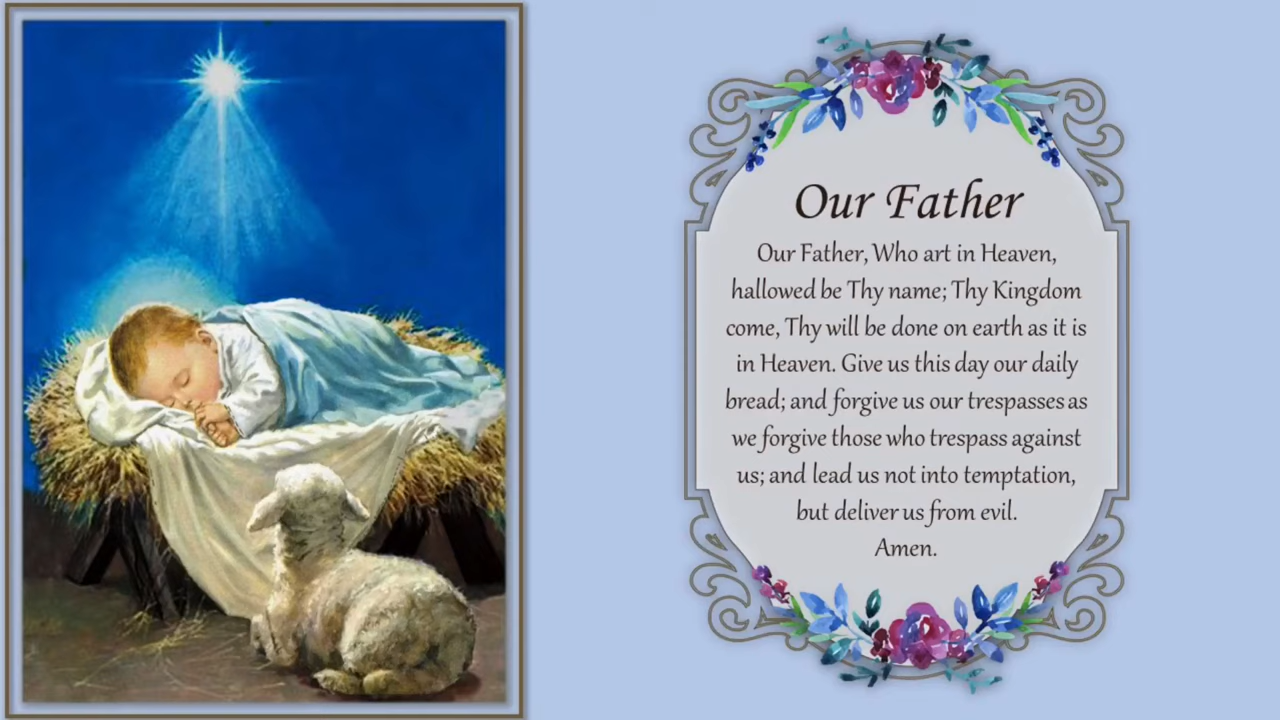 Our Father
Our Father, Who art in Heaven,
hallowed be Thy name; Thy Kingdom
come, Thy will be done on earth as it is
in Heaven. Give us this day our daily
bread; and forgive us our trespasses as
we forgive those who trespass against
us; and lead us not into temptation,
but deliver us from evil.
Amen.